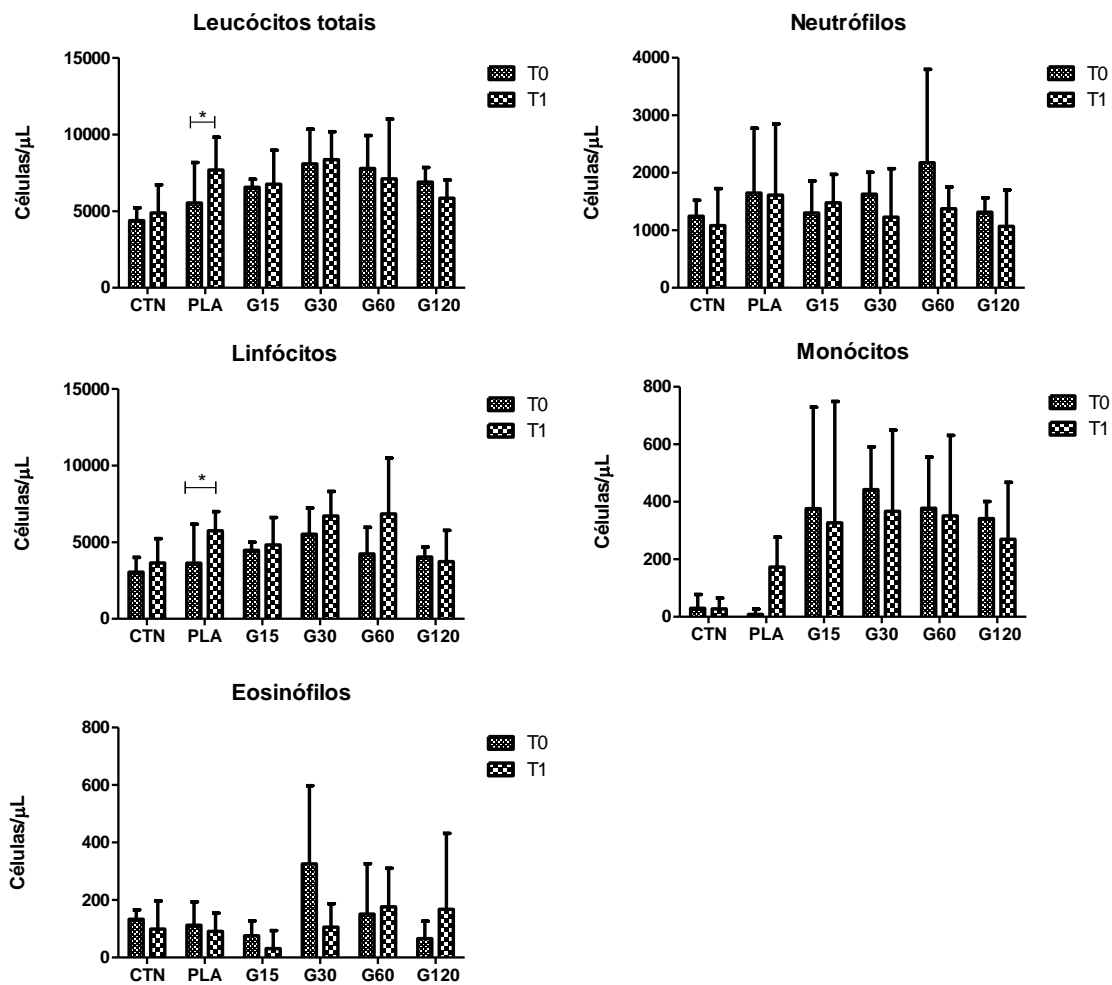 Leucócitos totais
15000
10000
5000
0
Células/μL
*
CTN PLA G15 G30 G60 G120
T0
T1
Neutrófilos
4000
3000
2000
1000
0
Células/μL
CTN PLA G15 G30 G60 G120
T0
T1
Linfócitos
15000
10000
5000
0
Células/μL
*
CTN PLA G15 G30 G60 G120
T0
T1
Monócitos
800
600
400
200
0
Células/μL
CTN PLA G15 G30 G60 G120
T0
T1
Eosinófilos
800
600
400
200
0
Células/μL
CTN PLA G15 G30 G60 G120
T0
T1